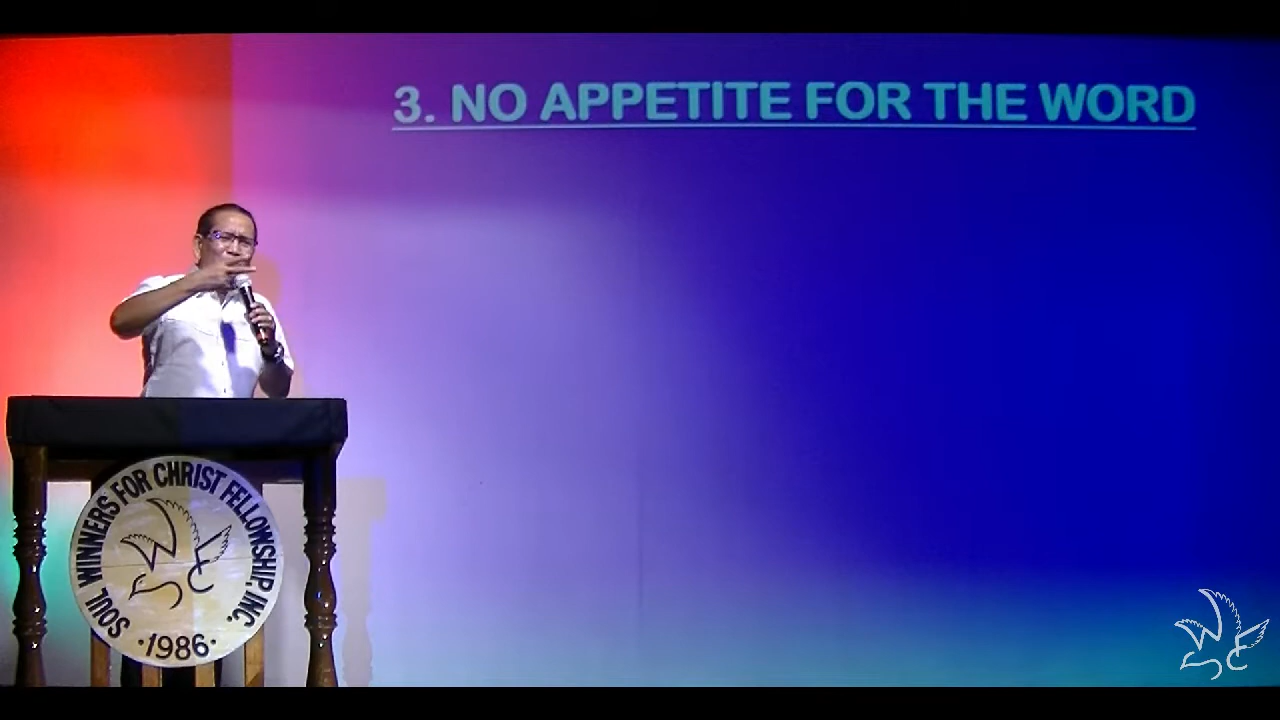 3. NO APPETITE FOR THE WORD
SOUL WINNERS FOR CHRIST FELLOWSHIP, INC.
·1986·